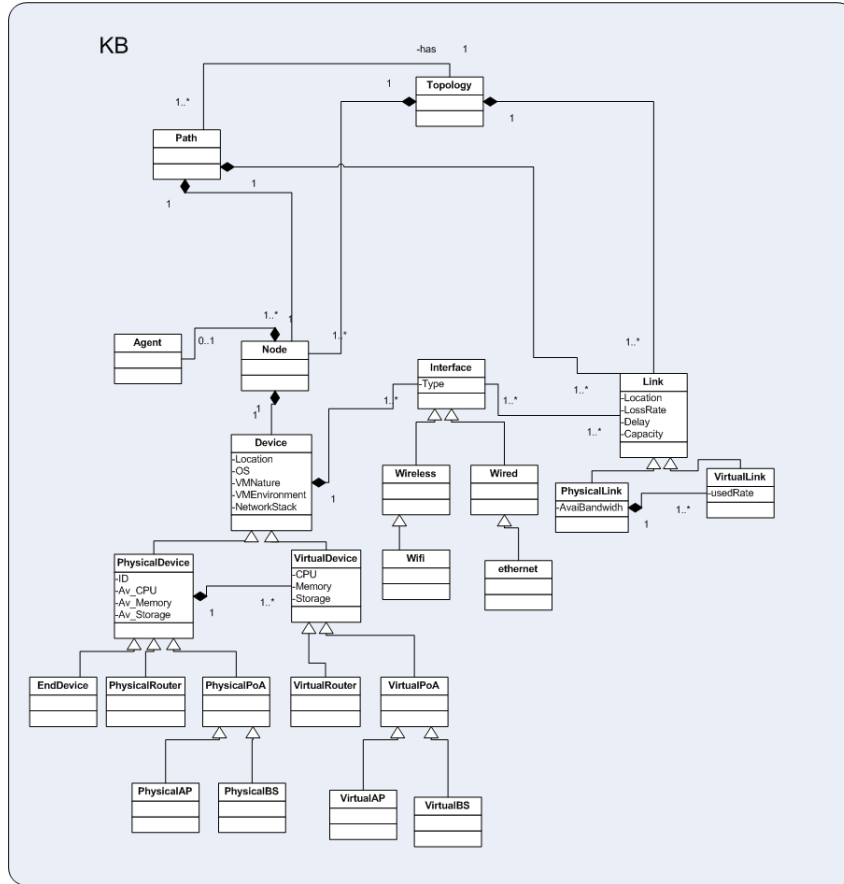 KB
-has 1
1
Topology
1..*
1
Path
1
1
1..*
1
Agent
0..1
Node
1..*
1..*
Interface
-Type
1..*
1..*
1..*
1..*
Link
-Location
-LossRate
-Delay
-Capacity
1
1
Device
-Location
-OS
-VMNature
-VMEnvironment
-NetworkStack
1
Wireless
Wired
PhysicalLink
-AvaiBandwidh
1
1..*
VirtualLink
-usedRate
Wifi
ethernet
PhysicalDevice
-ID
-Av_CPU
-Av_Memory
-Av_Storage
1
1..*
VirtualDevice
-CPU
-Memory
-Storage
EndDevice
PhysicalRouter
PhysicalPoA
VirtualRouter
VirtualPoA
PhysicalAP
PhysicalBS
VirtualAP
VirtualBS